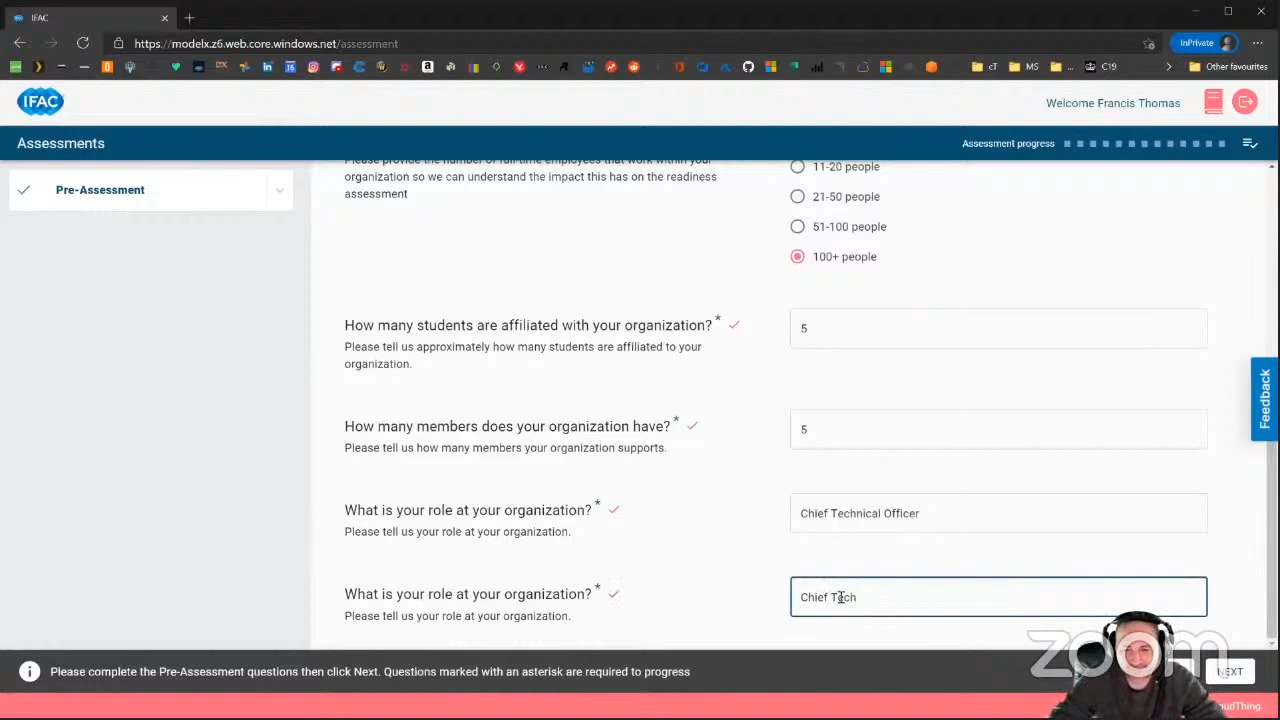 IFAC
https://modelx.z6.web.core.windows.net/assessment
InPrivate
cT
M5
C19
Other favourites
IFAC
Welcome Francis Thomas
Assessments
Assessment progress
Pre-Assessment
Please provide the number of full-time employees that work within your
organization so we can understand the impact this has on the readiness
assessment
11-20 people
21-50 people
51-100 people
100+ people
How many students are affiliated with your organization? *
Please tell us approximately how many students are affiliated to your
organization.
5
How many members does your organization have? *
Please tell us how many members your organization supports.
5
What is your role at your organization? *
Please tell us your role at your organization.
Chief Technical Officer
What is your role at your organization? *
Please tell us your role at your organization.
Chief Tech
Feedback
zoom
Please complete the Pre-Assessment questions then click Next. Questions marked with an asterisk are required to progress
NEXT